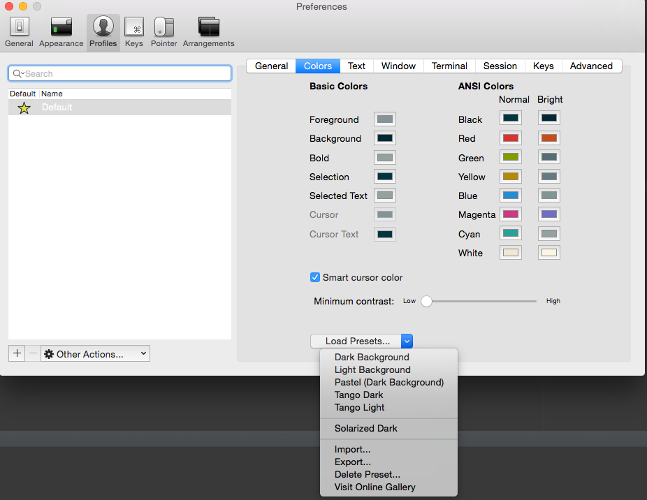 Preferences
General Appearance Profiles Keys Pointer Arrangements
Search
General Colors Text Window Terminal Session Keys Advanced
Default Name
Default
Basic Colors
Foreground
Background
Bold
Selection
Selected Text
Cursor
Cursor Text
ANSI Colors
Normal Bright
Black
Red
Green
Yellow
Blue
Magenta
Cyan
White
Smart cursor color
Minimum contrast: Low High
Load Presets...
+ − Other Actions...
Dark Background
Light Background
Pastel (Dark Background)
Tango Dark
Tango Light
Solarized Dark
Import...
Export...
Delete Preset...
Visit Online Gallery